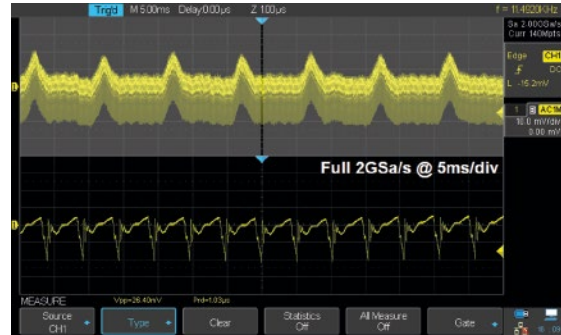 Trig'd M 5.00ms Delay:0.00μs Z 100μs f = 11.4920kHz
Sa 2.00GSa/s
Curr 140Mpts
Edge CH1
DC
L -15.2mV
1 B AC1M
10.0 mV/div
0.00 mV
Full 2GSa/s @ 5ms/div
MEASURE Vpp=26.40mV Prd=1.03μs
Source
CH1
Type
Clear
Statistics
Off
All Measure
Off
Gate